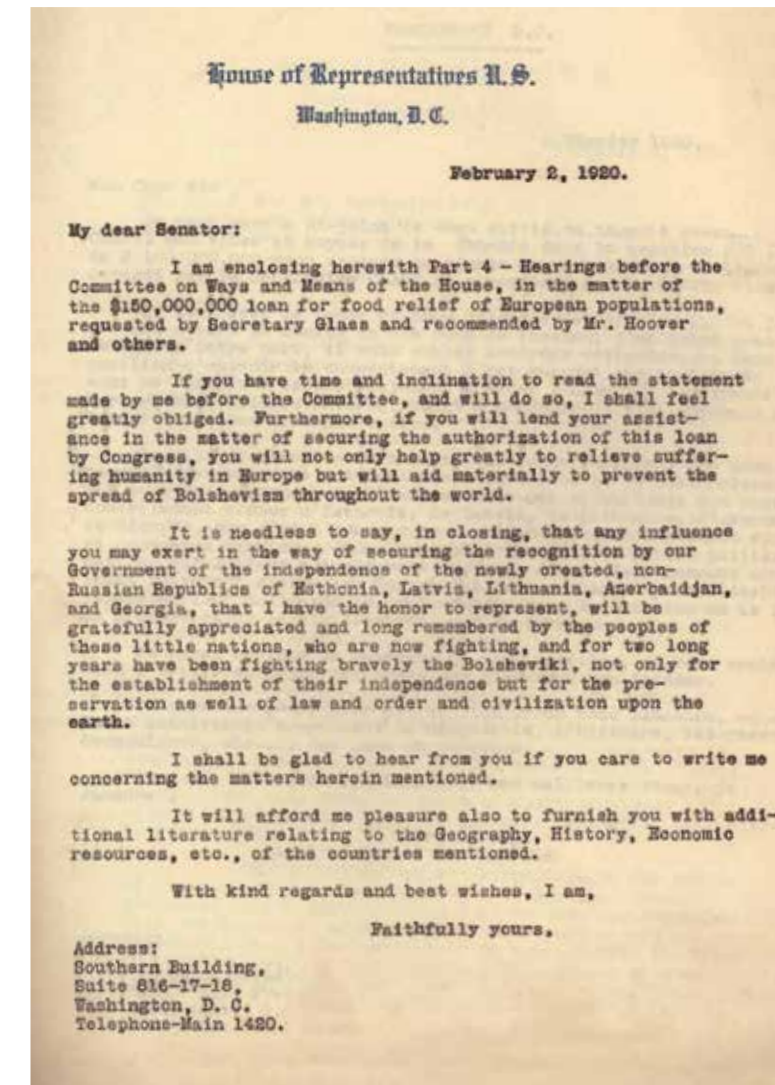 House of Representatives U.S.
Washington, D. C.
February 2, 1920.
My dear Senator:
I am enclosing herewith Part 4 - Hearings before the
Committee on Ways and Means of the House, in the matter of
the $150,000,000 loan for food relief of European populations,
requested by Secretary Glass and recommended by Mr. Hoover
and others.
If you have time and inclination to read the statement
made by me before the Committee, and will do so, I shall feel
greatly obliged. Furthermore, if you will lend your assist-
ance in the matter of securing the authorization of this loan
by Congress, you will not only help greatly to relieve suffer-
ing humanity in Europe but will aid materially to prevent the
spread of Bolshevism throughout the world.
It is needless to say, in closing, that any influence
you may exert in the way of securing the recognition by our
Government of the independence of the newly created, non-
Russian Republics of Esthonia, Latvia, Lithuania, Azerbaidjan,
and Georgia, that I have the honor to represent, will be
gratefully appreciated and long remembered by the peoples of
these little nations, who are now fighting, and for two long
years have been fighting bravely the Bolsheviki, not only for
the establishment of their independence but for the pre-
servation as well of law and order and civilization upon the
earth.
I shall be glad to hear from you if you care to write me
concerning the matters herein mentioned.
It will afford me pleasure also to furnish you with addi-
tional literature relating to the Geography, History, Economic
resources, etc., of the countries mentioned.
With kind regards and best wishes, I am,
Faithfully yours,
Address:
Southern Building,
Suite 816-17-18,
Washington, D. C.
Telephone-Main 1420.